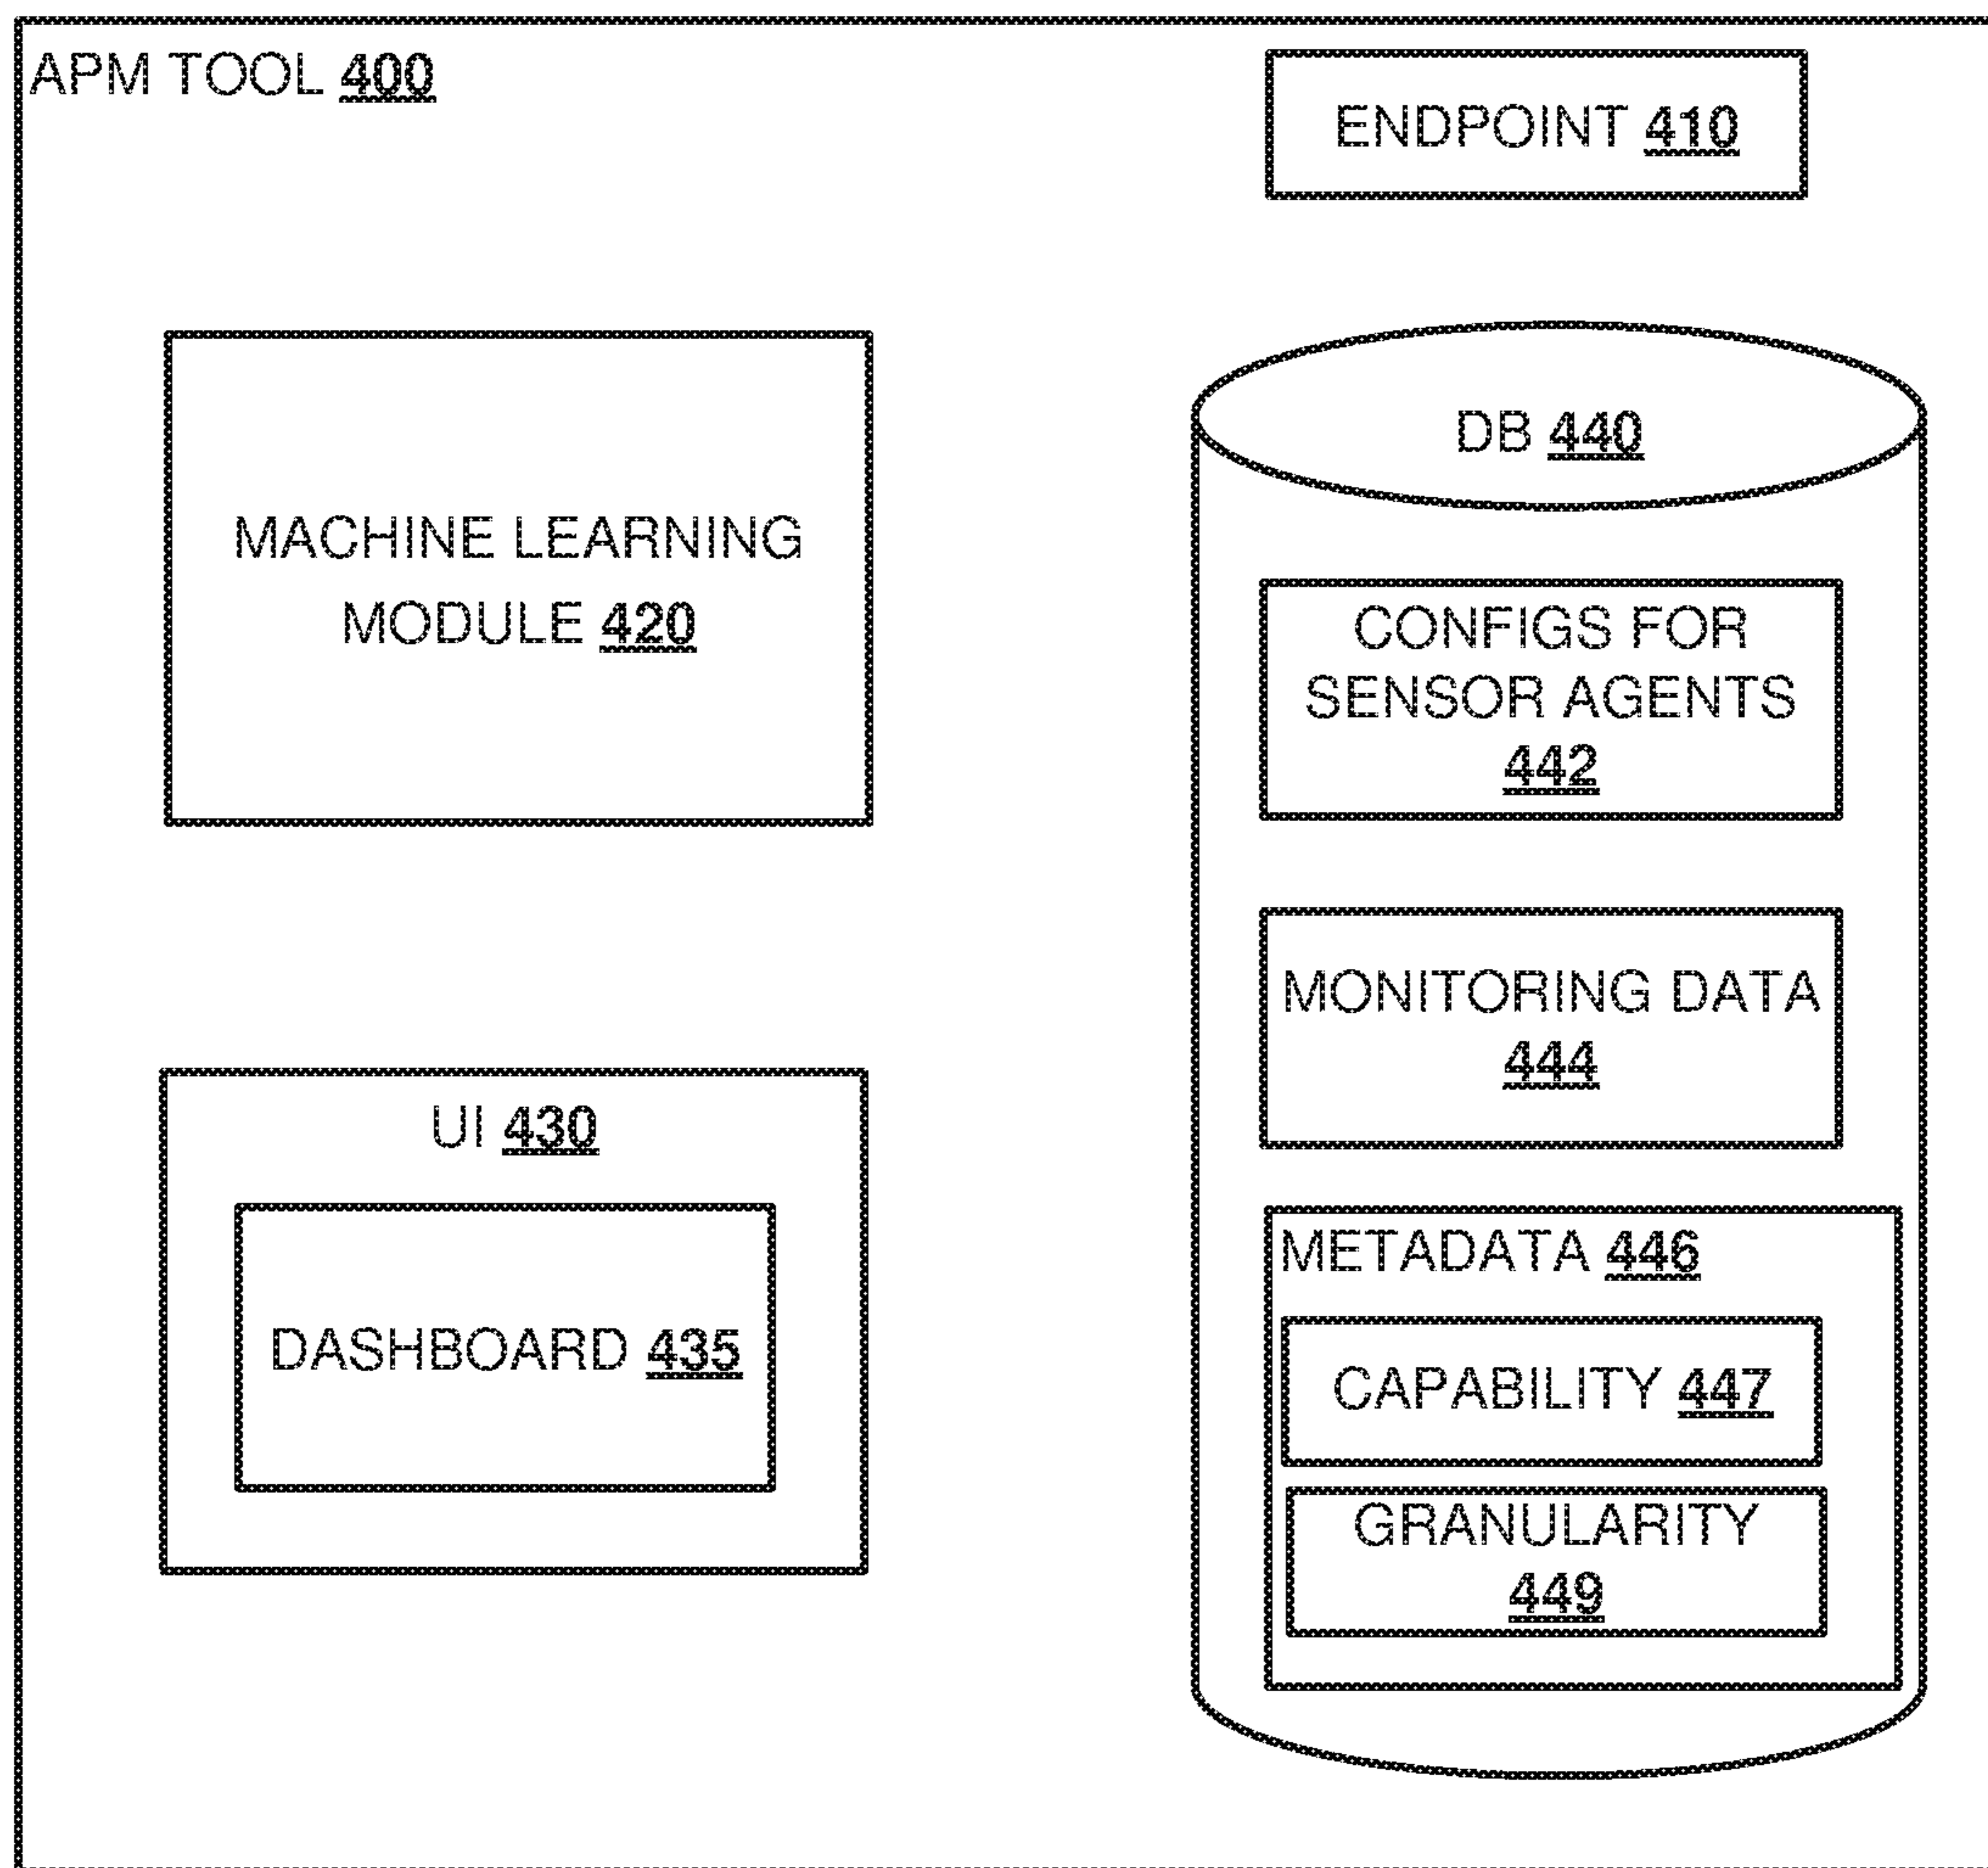 APM TOOL 400
ENDPOINT 410
MACHINE LEARNING
MODULE 420
UI 430
DASHBOARD 435
DB 440
CONFIGS FOR
SENSOR AGENTS
442
MONITORING DATA
444
METADATA 446
CAPABILITY 447
GRANULARITY
449